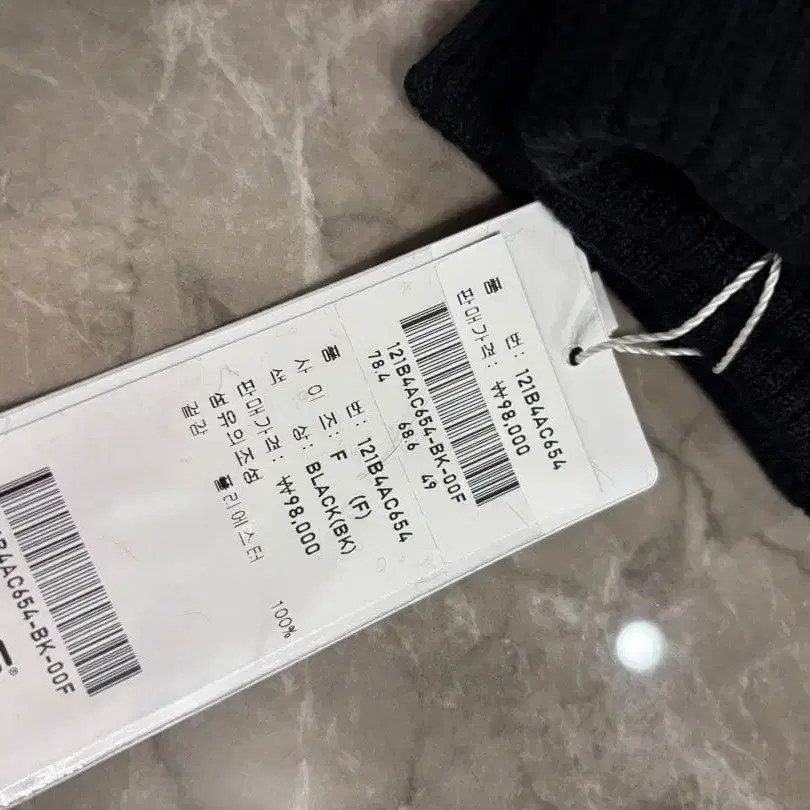 품 번: 121B4AC654
판매가격: ₩98,000
121B4AC654-BK-00F
78.4 68.6 49
품 번: 121B4AC654
사 이 즈: F (F)
색 상: BLACK(BK)
판매가격: ₩98,000
섬유의조성 폴리에스터 100%
겉감
B4AC654-BK-00F